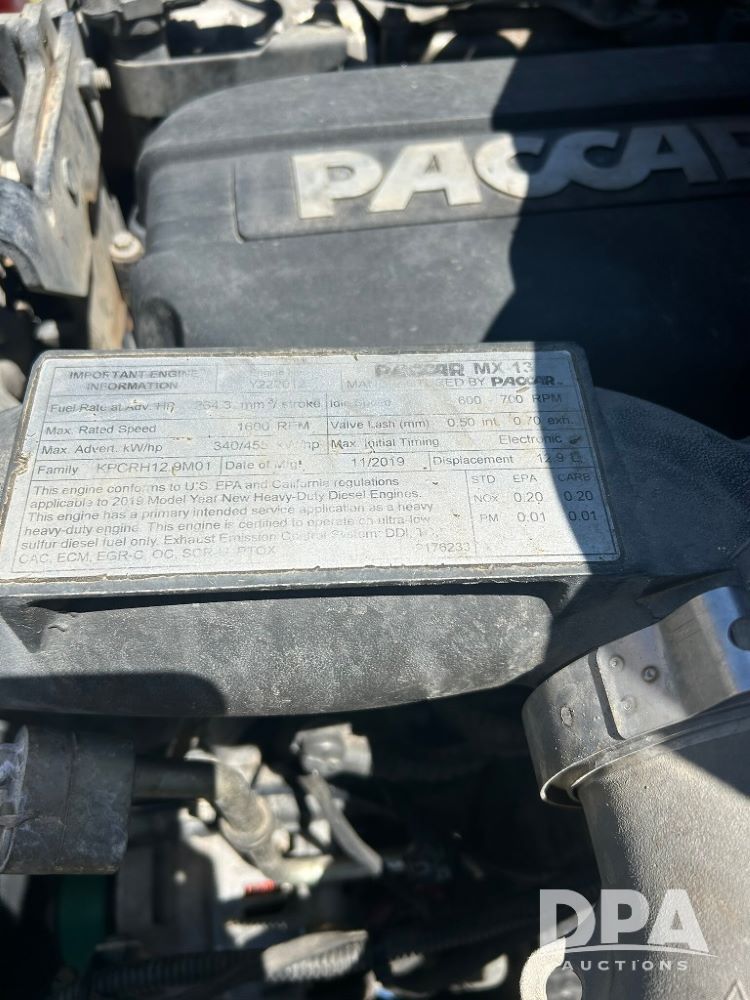 PACCAR
IMPORTANT ENGINE INFORMATION
Y222012
PACCAR MX-13
MANUFACTURED BY PACCAR
Fuel Rate at Adv. HP 264.3 mm³/stroke Idle Speed 600 - 700 RPM
Max. Rated Speed 1600 RPM Valve Lash (mm) 0.50 int. 0.70 exh.
Max. Advert. kW/hp 340/455 kW/hp Max. Initial Timing Electronic
Family KPCRH12.9M01 Date of Mfg. 11/2019 Displacement 12.9
This engine conforms to U.S. EPA and California regulations
applicable to 2019 Model Year New Heavy-Duty Diesel Engines.
This engine has a primary intended service application as a heavy
heavy-duty engine. This engine is certified to operate on ultra-low
sulfur diesel fuel only. Exhaust Emission Control System: DDI,
CAC, ECM, EGR-C, OC, PTOX
STD EPA CARB
NOx 0.20 0.20
PM 0.01 0.01
DPA
AUCTIONS